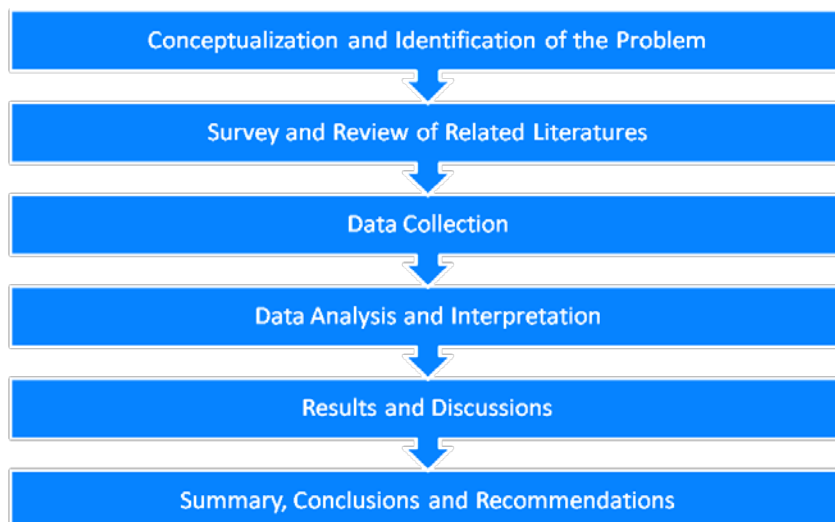 Conceptualization and Identification of the Problem
Survey and Review of Related Literatures
Data Collection
Data Analysis and Interpretation
Results and Discussions
Summary, Conclusions and Recommendations